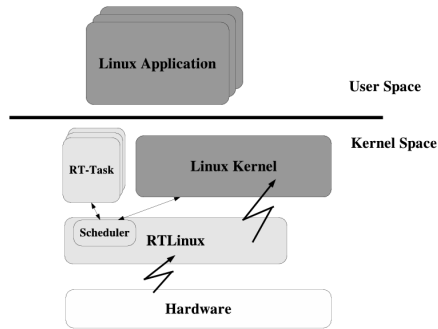 Linux Application
User Space
Kernel Space
RT-Task
Linux Kernel
Scheduler
RTLinux
Hardware